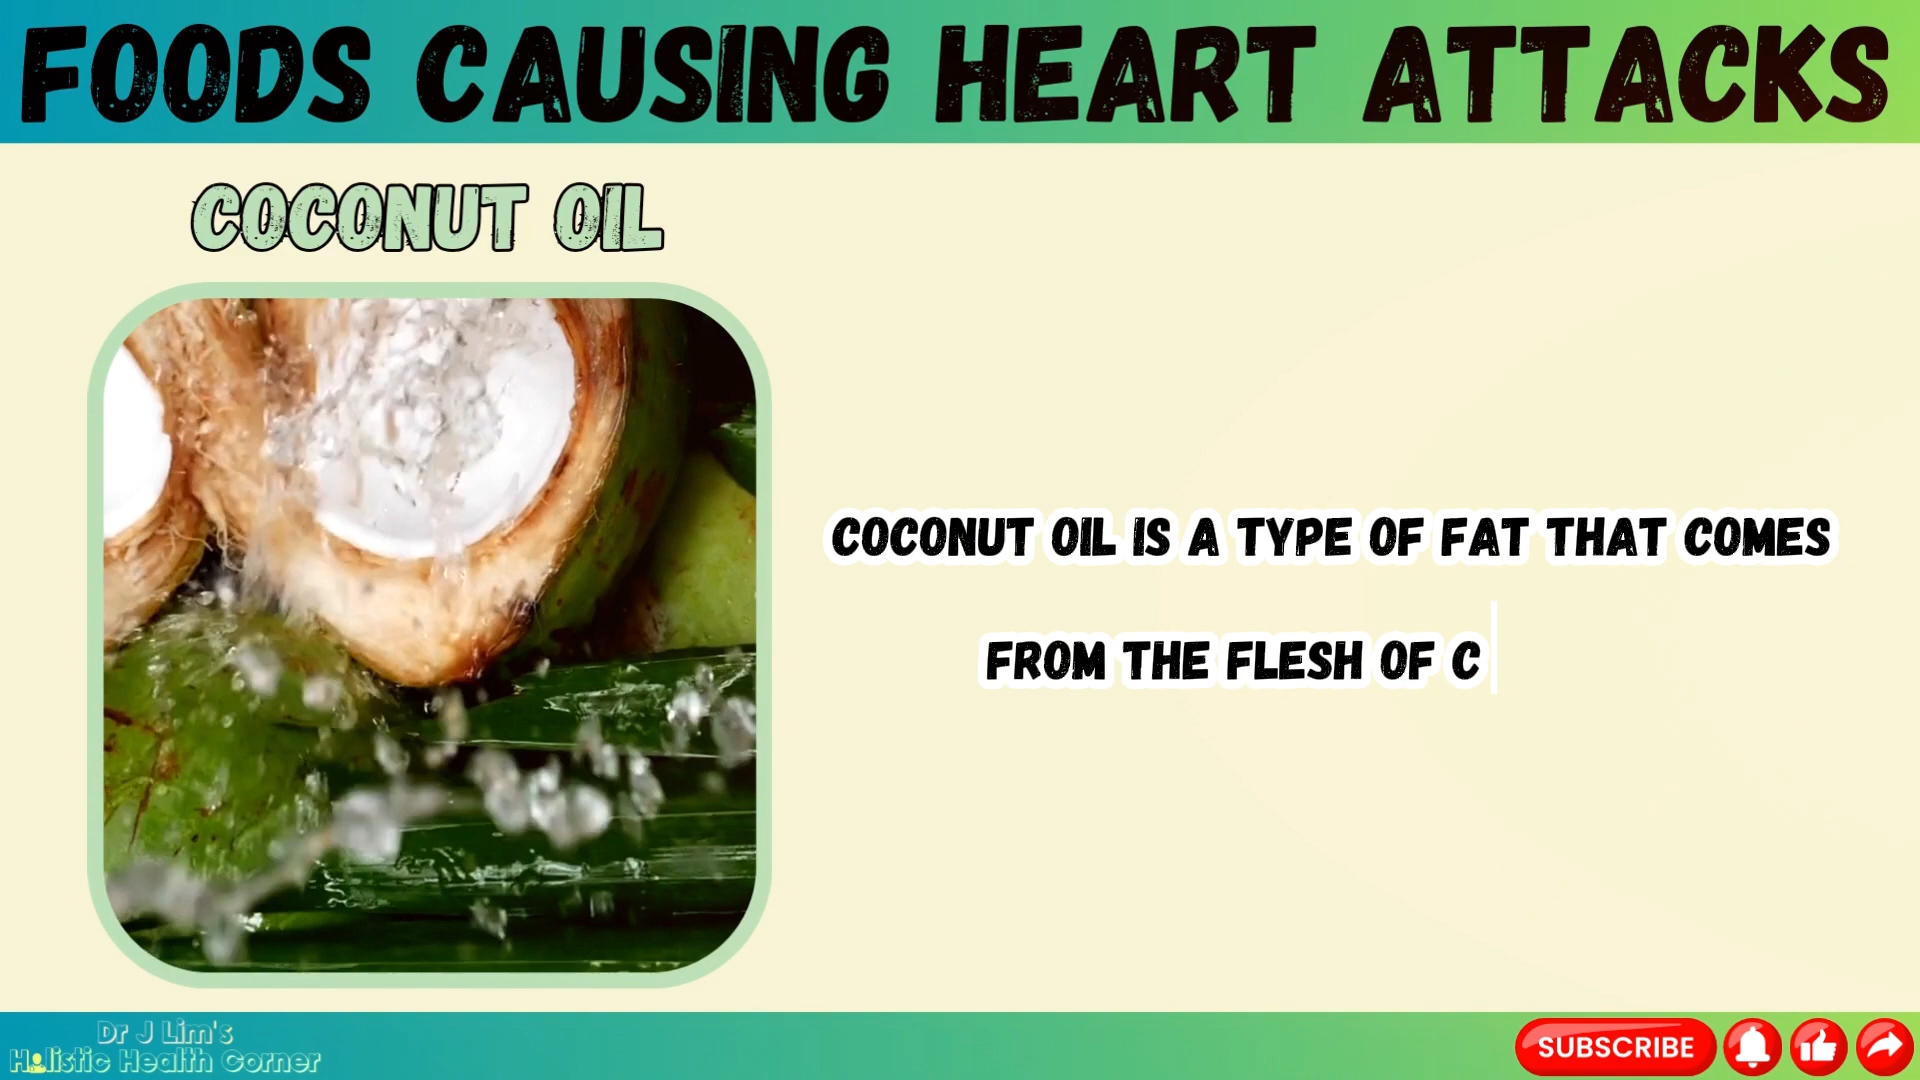 FOODS CAUSING HEART ATTACKS
COCONUT OIL
COCONUT OIL IS A TYPE OF FAT THAT COMES
FROM THE FLESH OF C
Dr J Lim's
Holistic Health Corner
SUBSCRIBE